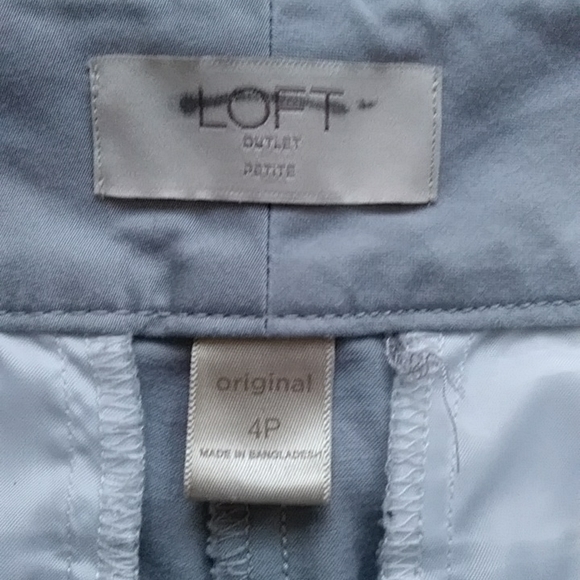 LOFT
OUTLET
PETITE
original
4P
MADE IN BANGLADESH